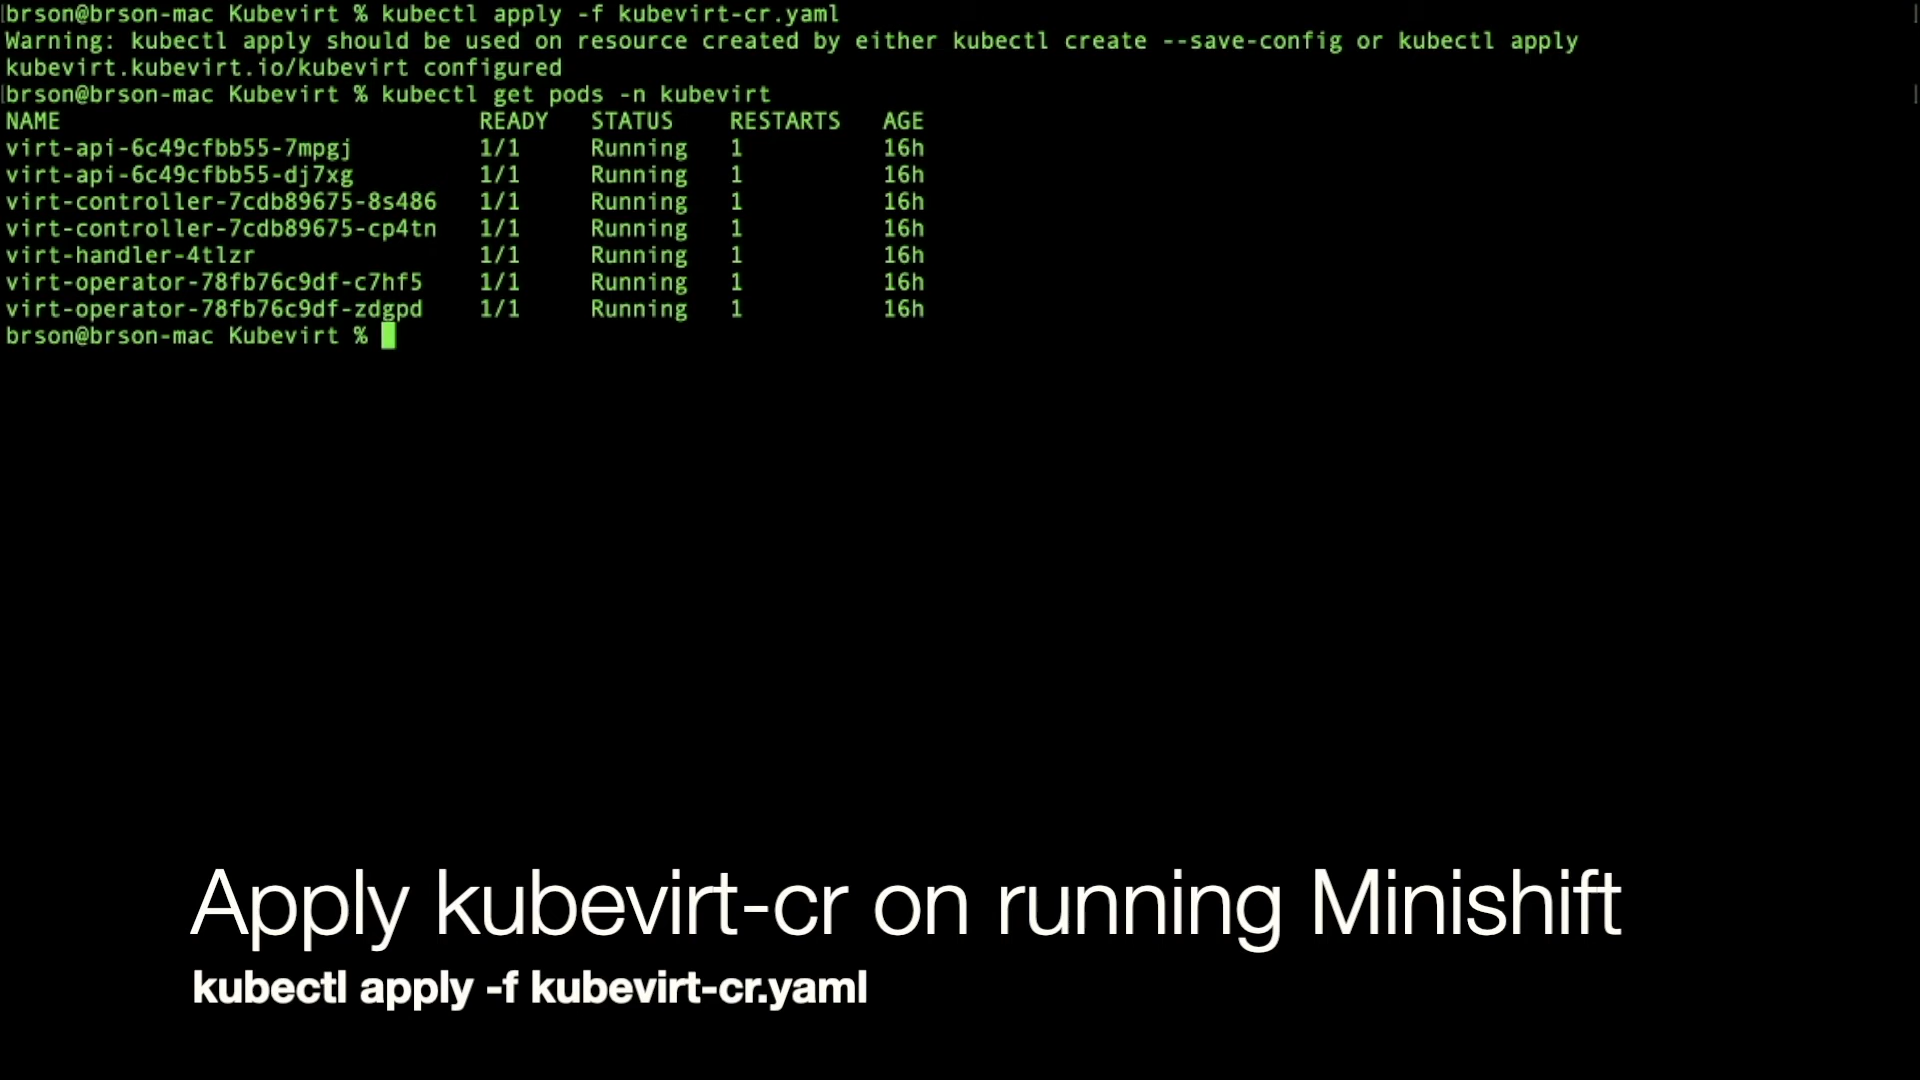 brson@brson-mac Kubevirt % kubectl apply -f kubevirt-cr.yaml
Warning: kubectl apply should be used on resource created by either kubectl create --save-config or kubectl apply
kubevirt.kubevirt.io/kubevirt configured
brson@brson-mac Kubevirt % kubectl get pods -n kubevirt
NAME READY STATUS RESTARTS AGE
virt-api-6c49cfbb55-7mpgj 1/1 Running 1 16h
virt-api-6c49cfbb55-dj7xg 1/1 Running 1 16h
virt-controller-7cdb89675-8s486 1/1 Running 1 16h
virt-controller-7cdb89675-cp4tn 1/1 Running 1 16h
virt-handler-4tlzr 1/1 Running 1 16h
virt-operator-78fb76c9df-c7hf5 1/1 Running 1 16h
virt-operator-78fb76c9df-zdgpd 1/1 Running 1 16h
brson@brson-mac Kubevirt %
Apply kubevirt-cr on running Minishift
kubectl apply -f kubevirt-cr.yaml